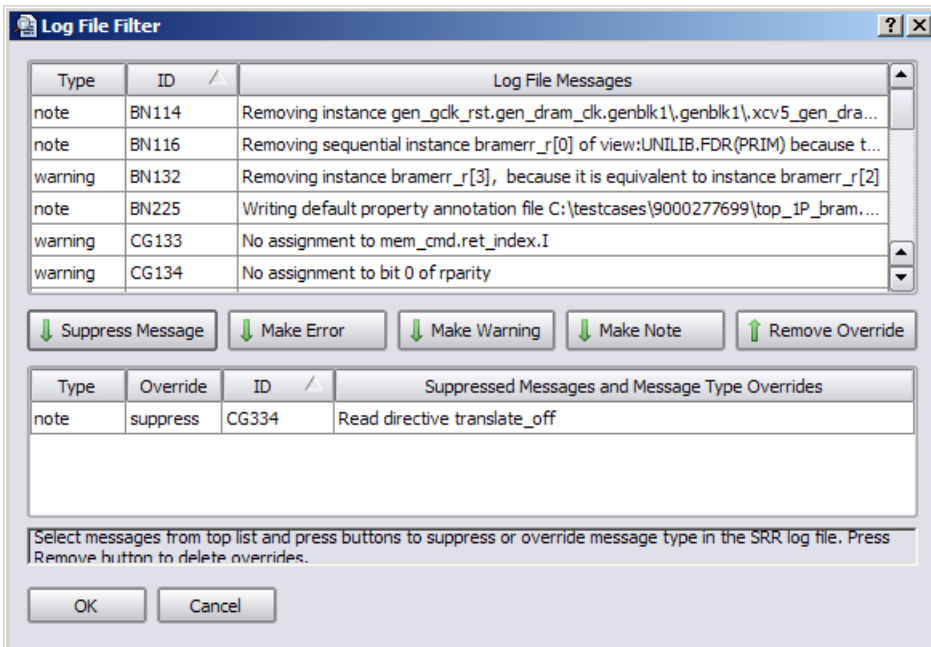 Log File Filter
Type ID Log File Messages
note BN114 Removing instance gen_gclk_rst.gen_dram_clk.genblk1\.genblk1\.xcv5_gen_dra...
note BN116 Removing sequential instance bramerr_r[0] of view:UNILIB.FDR(PRIM) because t...
warning BN132 Removing instance bramerr_r[3], because it is equivalent to instance bramerr_r[2]
note BN225 Writing default property annotation file C:\testcases\9000277699\top_1P_bram....
warning CG133 No assignment to mem_cmd.ret_index.I
warning CG134 No assignment to bit 0 of rparity
Suppress Message Make Error Make Warning Make Note Remove Override
Type Override ID Suppressed Messages and Message Type Overrides
note suppress CG334 Read directive translate_off
Select messages from top list and press buttons to suppress or override message type in the SRR log file. Press
Remove button to delete overrides.
OK Cancel